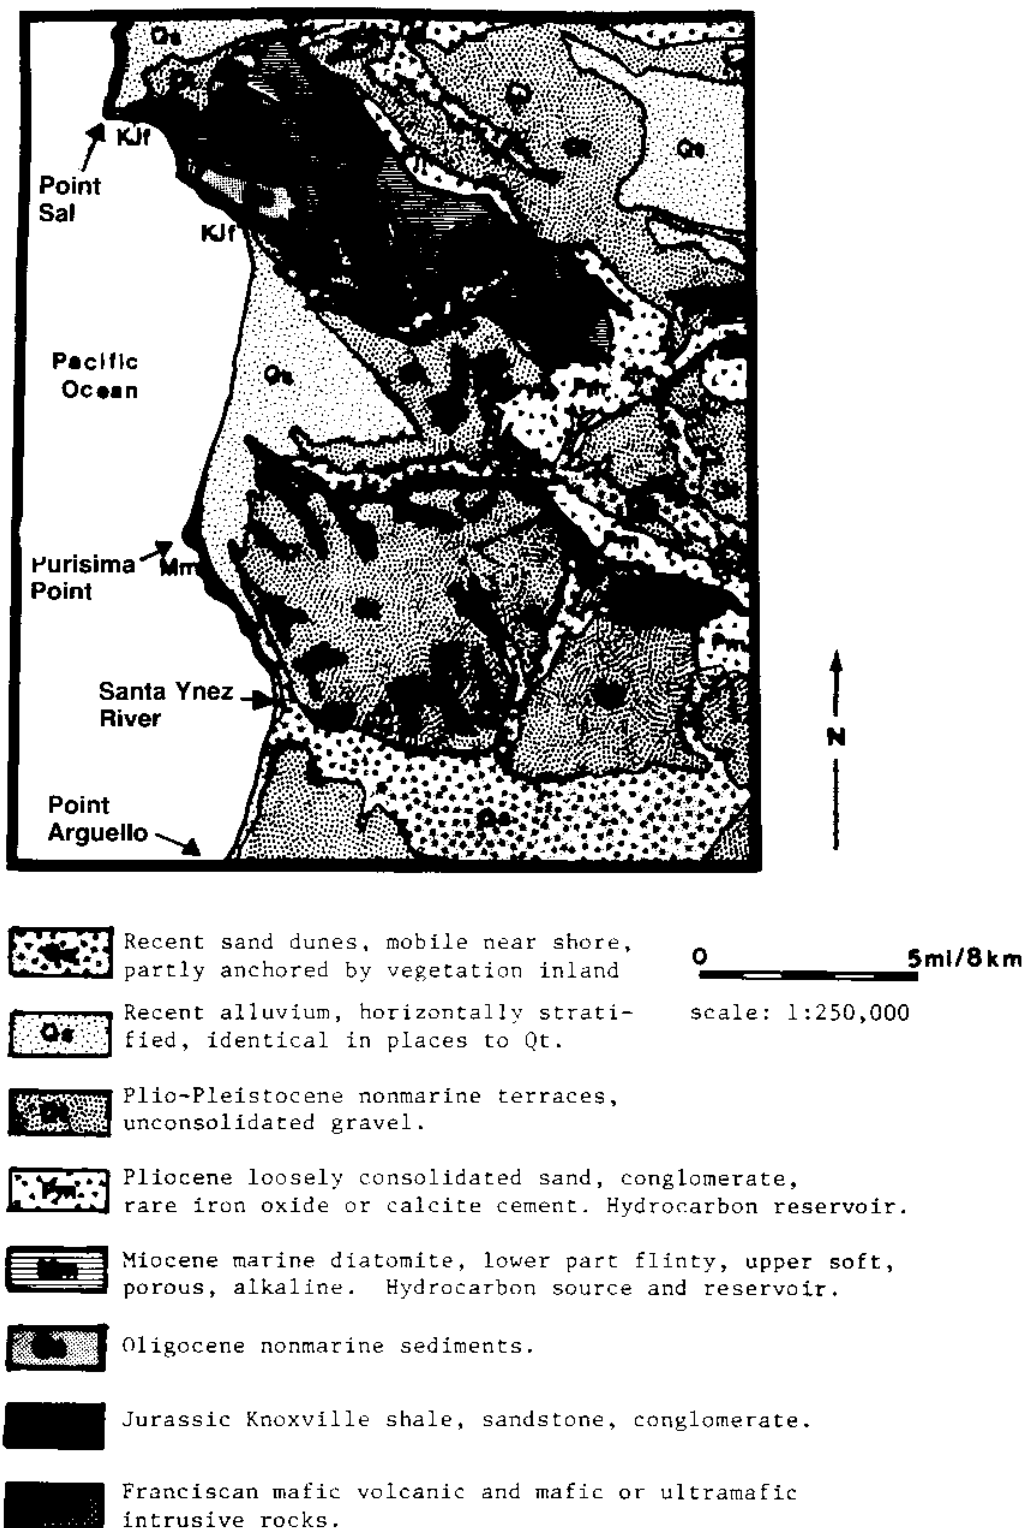 Qs
KJf
Point
Sal
Qs
KJf
Pacific
Ocean
Qs
Purisima
Point
Mm
Santa Ynez
River
N
Point
Arguello
Recent sand dunes, mobile near shore,
partly anchored by vegetation inland
0 5mi/8km
scale: 1:250,000
Qs
Recent alluvium, horizontally strati-
fied, identical in places to Qt.
Plio-Pleistocene nonmarine terraces,
unconsolidated gravel.
Pliocene loosely consolidated sand, conglomerate,
rare iron oxide or calcite cement. Hydrocarbon reservoir.
Miocene marine diatomite, lower part flinty, upper soft,
porous, alkaline. Hydrocarbon source and reservoir.
Oligocene nonmarine sediments.
Jurassic Knoxville shale, sandstone, conglomerate.
Franciscan mafic volcanic and mafic or ultramafic
intrusive rocks.